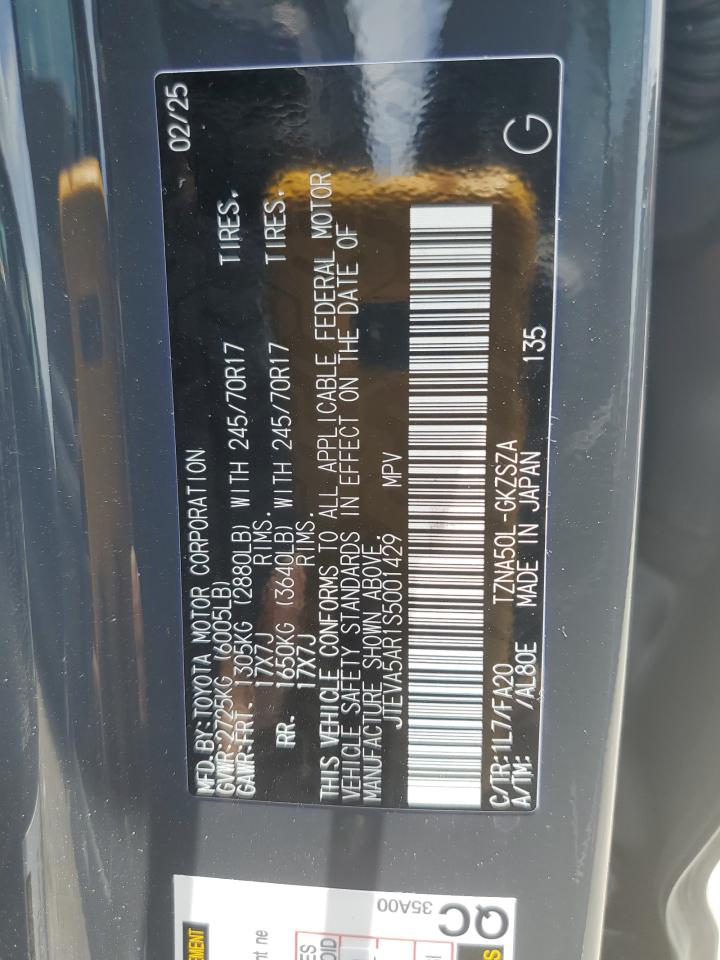 MFD. BY: TOYOTA MOTOR CORPORATION 02/25
GVWR: 2725KG (6005LB)
GAWR: FRT. 1305KG (2880LB) WITH 245/70R17 TIRES.
17X7J RIMS.
RR. 1650KG (3640LB) WITH 245/70R17 TIRES.
17X7J RIMS.
THIS VEHICLE CONFORMS TO ALL APPLICABLE FEDERAL MOTOR
VEHICLE SAFETY STANDARDS IN EFFECT ON THE DATE OF
MANUFACTURE SHOWN ABOVE.
JTEVA5AR1S5001429 MPV
C/TR: 1L7/FA20 TZNA50L-GKZSZA
A/TM: /AL80E MADE IN JAPAN 135 G
QC
35A00